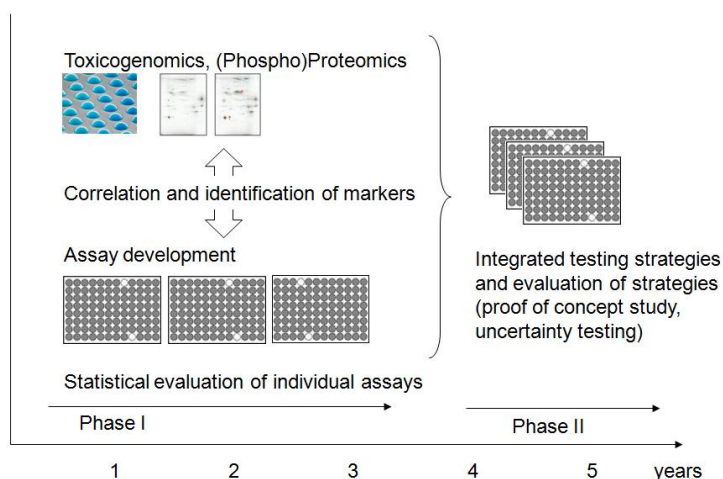 Toxicogenomics, (Phospho)Proteomics
Correlation and identification of markers
Assay development
Statistical evaluation of individual assays
Integrated testing strategies
and evaluation of strategies
(proof of concept study,
uncertainty testing)
Phase I
Phase II
1 2 3 4 5 years